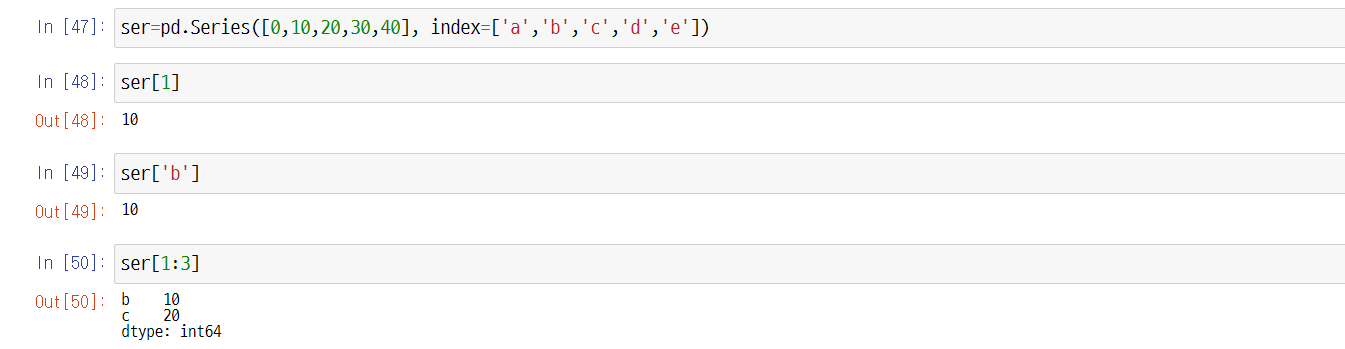 In [47]: ser=pd.Series([0,10,20,30,40], index=['a','b','c','d','e'])
In [48]: ser[1]
Out[48]: 10
In [49]: ser['b']
Out[49]: 10
In [50]: ser[1:3]
Out[50]: b    10
c    20
dtype: int64